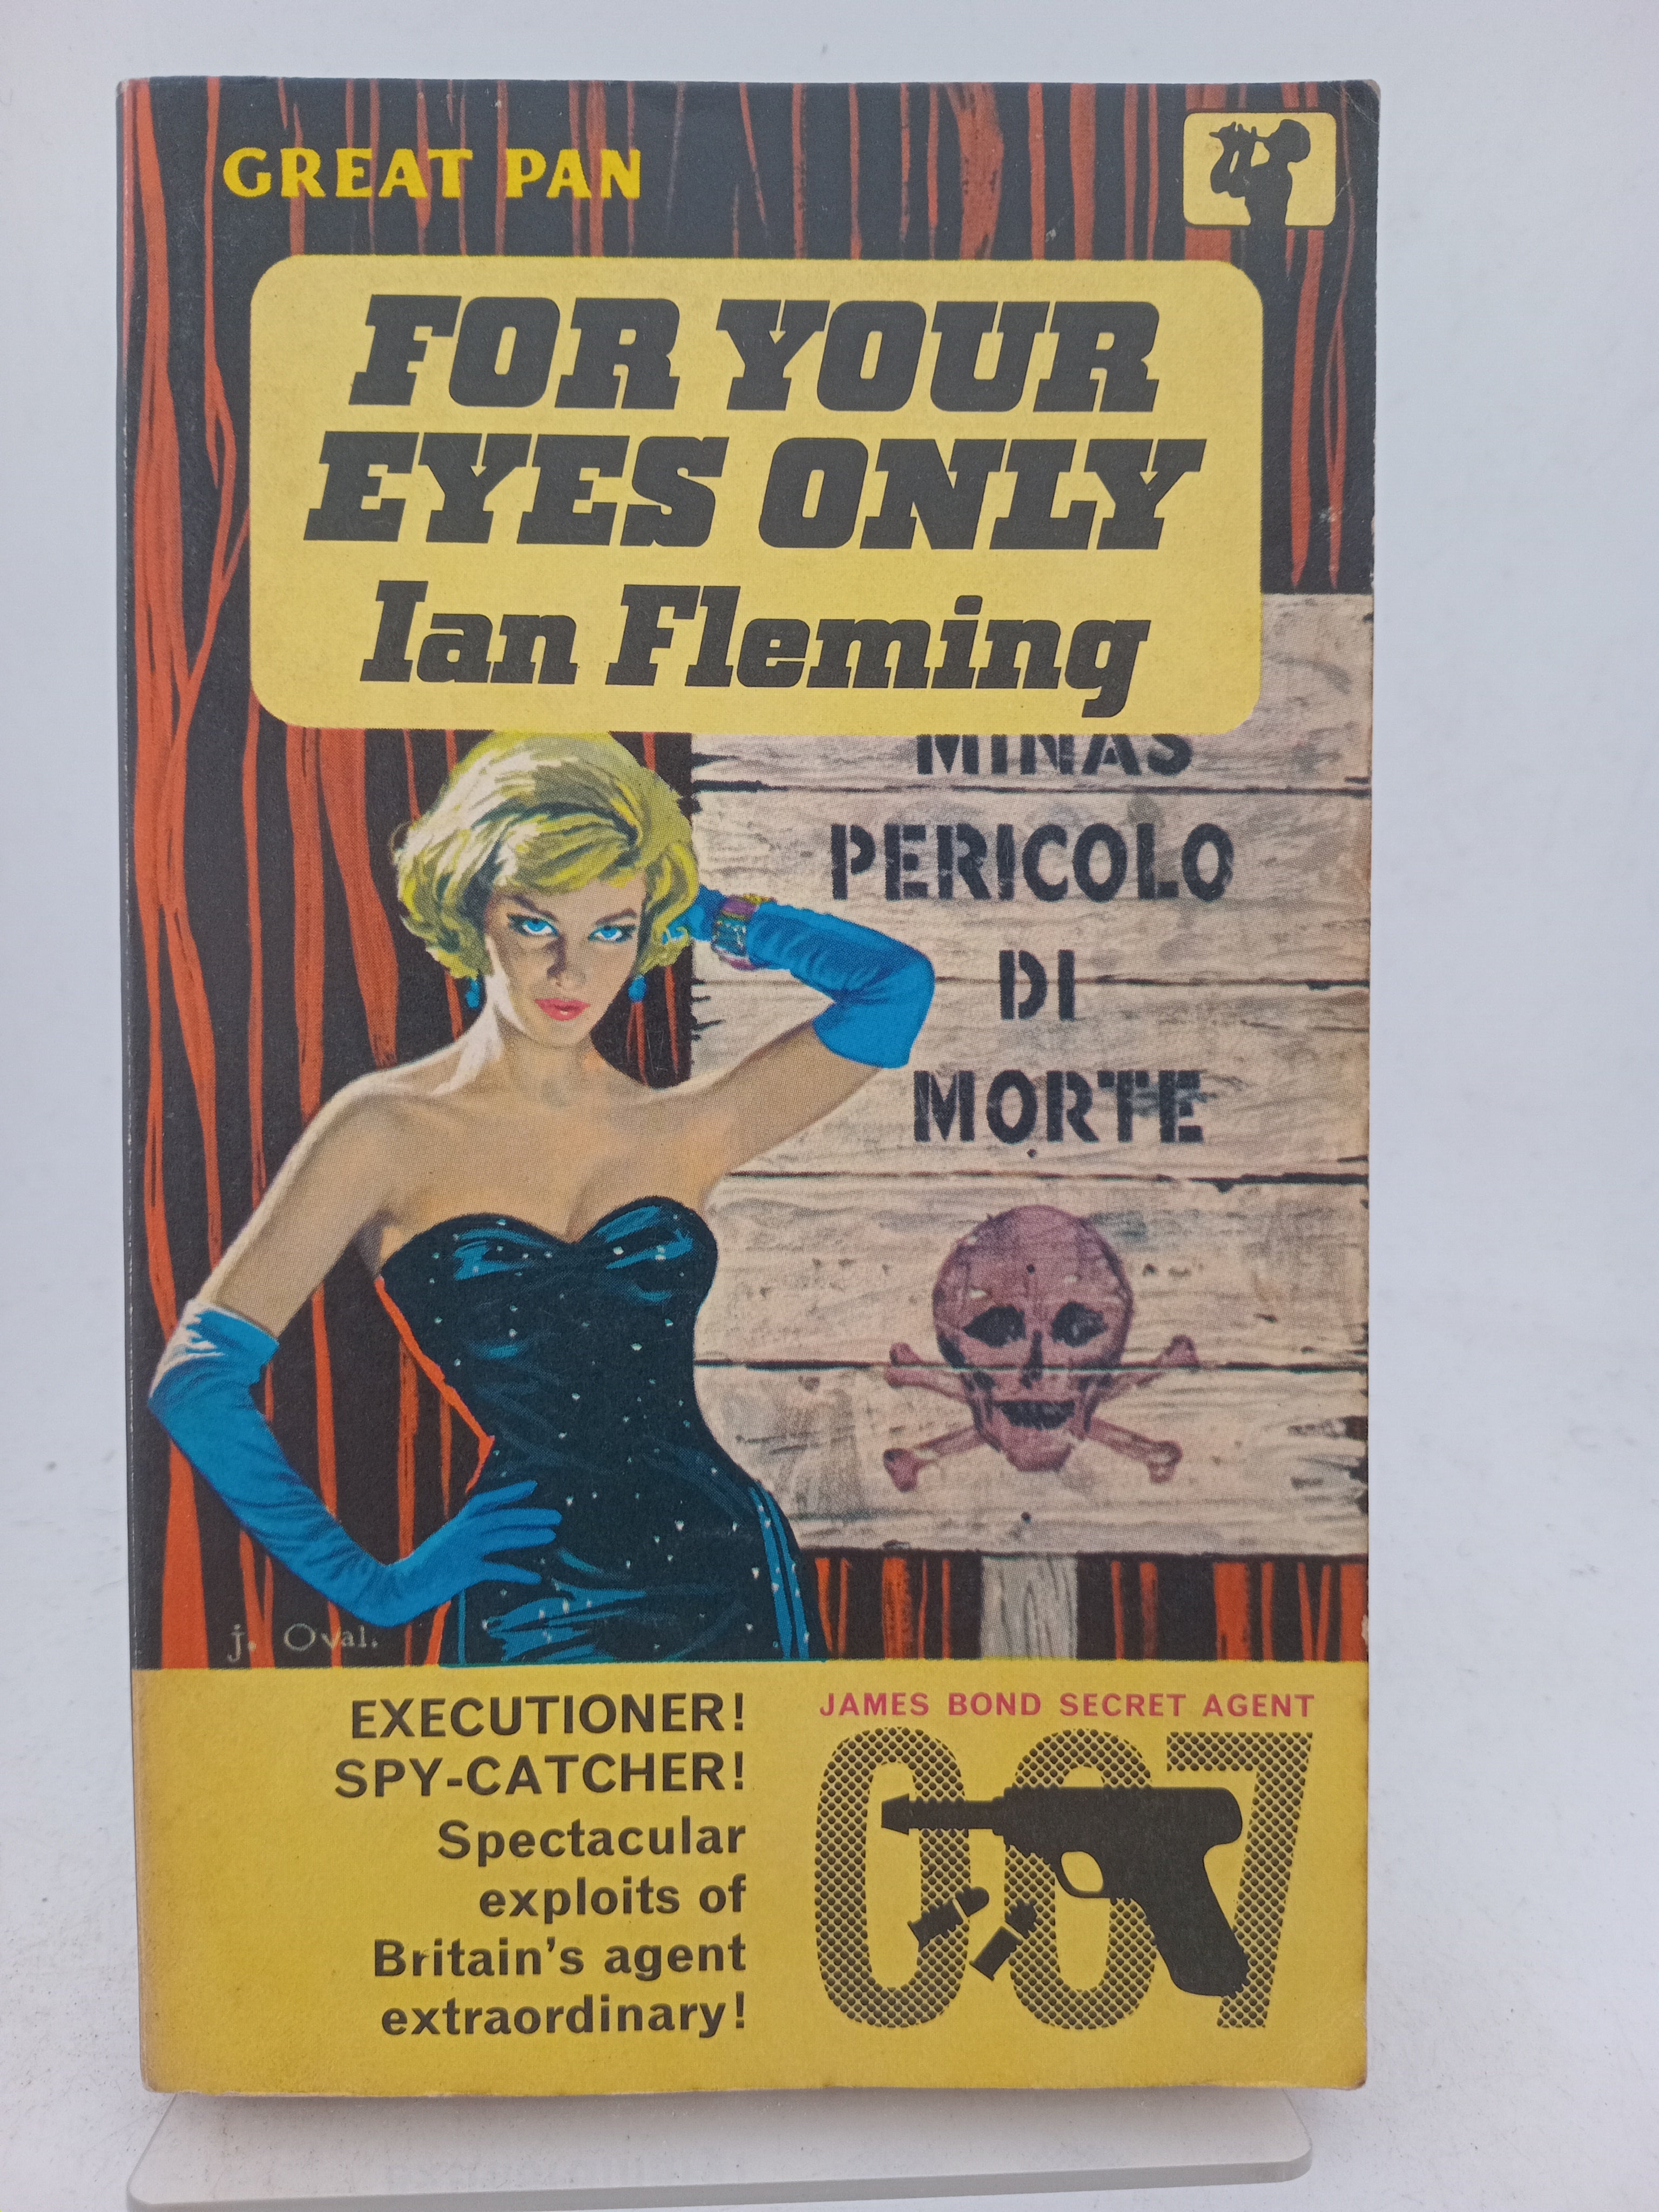 GREAT PAN
FOR YOUR
EYES ONLY
Ian Fleming
MINAS
PERICOLO
DI
MORTE
j. Oval.
EXECUTIONER!
SPY-CATCHER!
Spectacular
exploits of
Britain's agent
extraordinary!
JAMES BOND SECRET AGENT
007